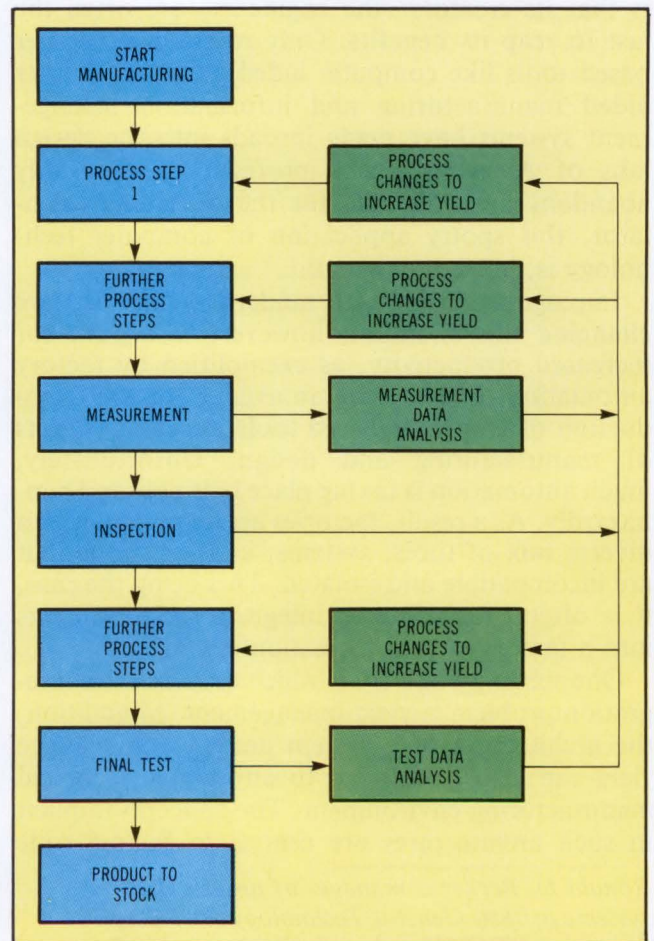 START
MANUFACTURING
PROCESS STEP
1
PROCESS
CHANGES TO
INCREASE YIELD
FURTHER
PROCESS
STEPS
PROCESS
CHANGES TO
INCREASE YIELD
MEASUREMENT
MEASUREMENT
DATA
ANALYSIS
INSPECTION
FURTHER
PROCESS
STEPS
PROCESS
CHANGES TO
INCREASE YIELD
FINAL TEST
TEST DATA
ANALYSIS
PRODUCT TO
STOCK